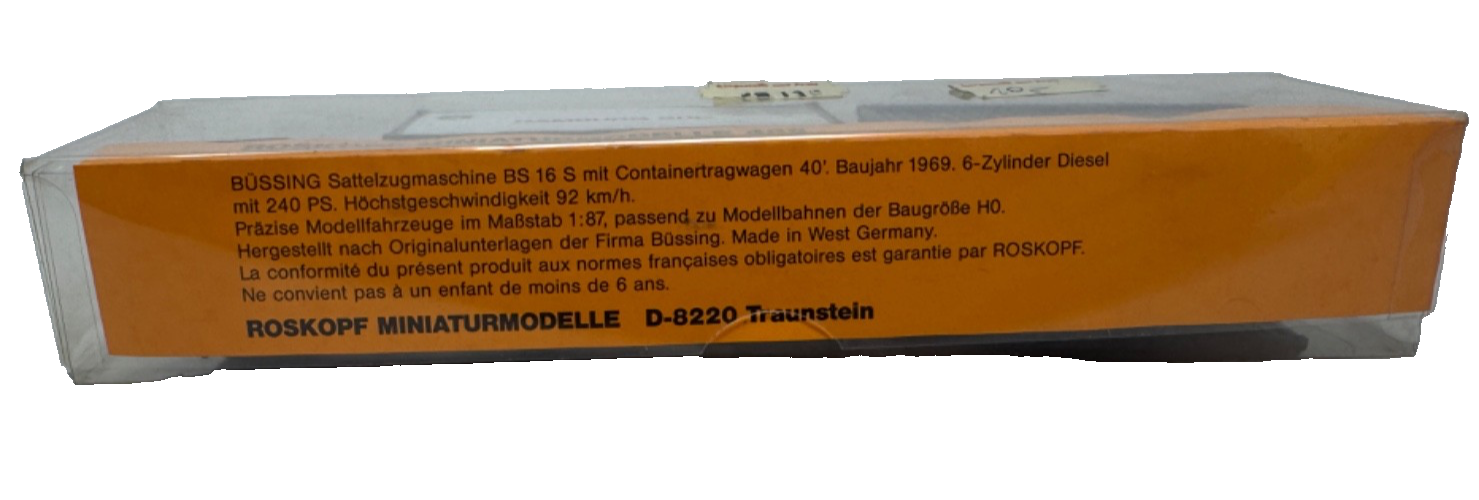 BÜSSING Sattelzugmaschine BS 16 S mit Containertragwagen 40'. Baujahr 1969. 6-Zylinder Diesel
mit 240 PS. Höchstgeschwindigkeit 92 km/h.
Präzise Modellfahrzeuge im Maßstab 1:87, passend zu Modellbahnen der Baugröße H0.
Hergestellt nach Originalunterlagen der Firma Büssing. Made in West Germany.
La conformité du présent produit aux normes françaises obligatoires est garantie par ROSKOPF.
Ne convient pas à un enfant de moins de 6 ans.
ROSKOPF MINIATURMODELLE D-8220 Traunstein